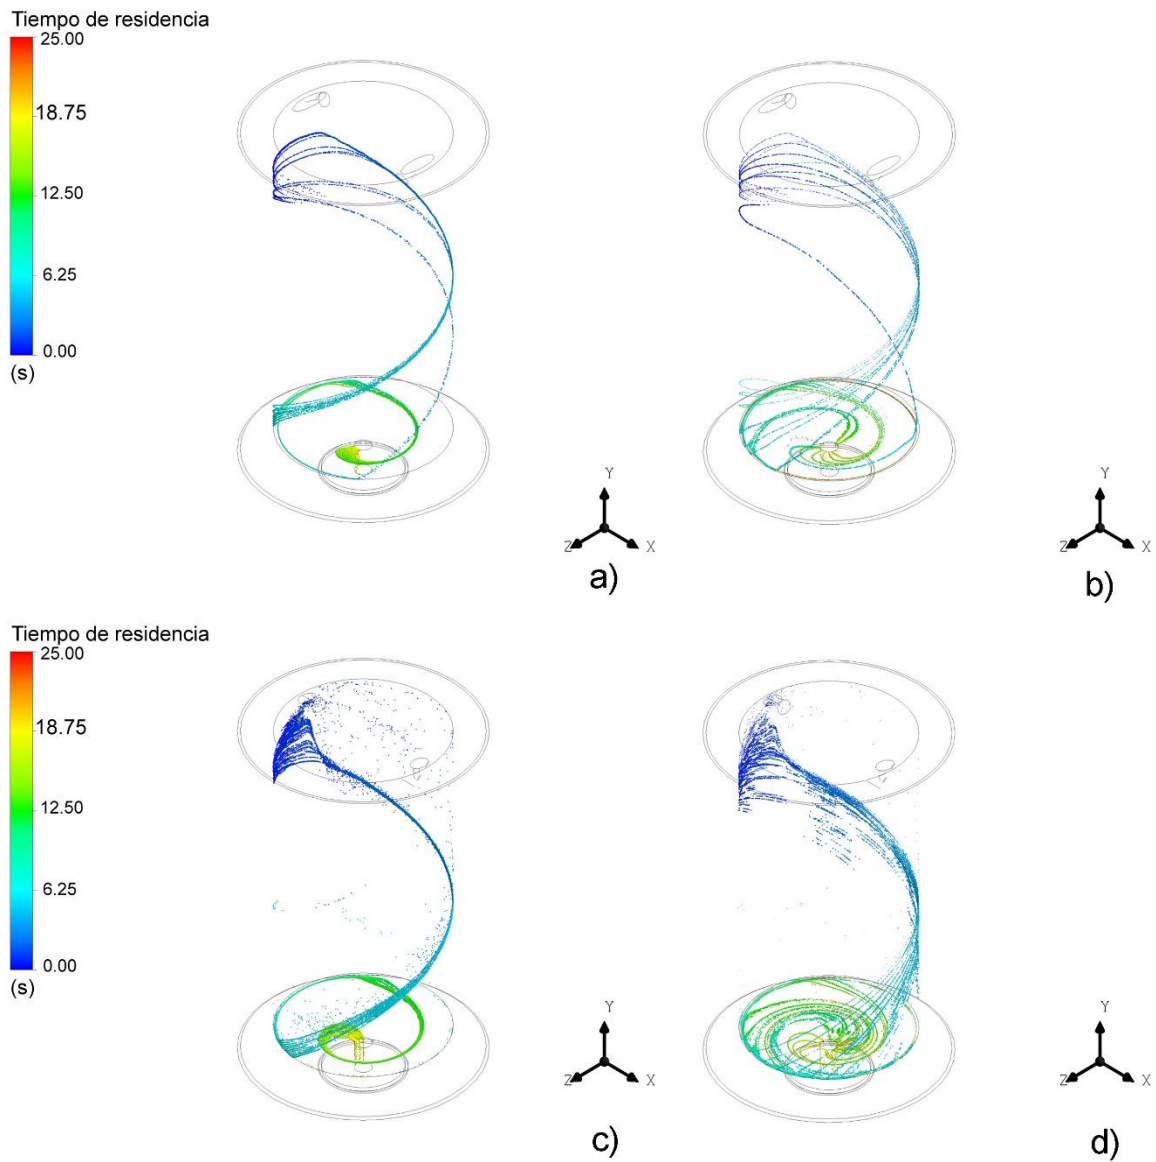 Tiempo de residencia
25.00
18.75
12.50
6.25
0.00
(s)
Y
Z X
a)
Y
Z X
b)
Tiempo de residencia
25.00
18.75
12.50
6.25
0.00
(s)
Y
Z X
c)
Y
Z X
d)